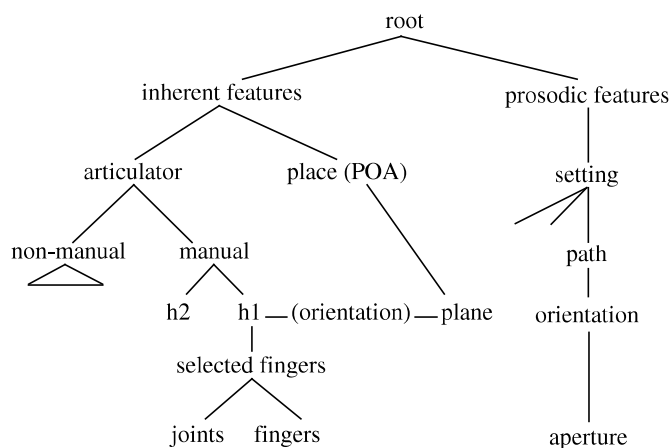 root
inherent features
prosodic features
articulator
place (POA)
setting
non-manual
manual
path
h2
h1
(orientation)
plane
orientation
selected fingers
joints
fingers
aperture